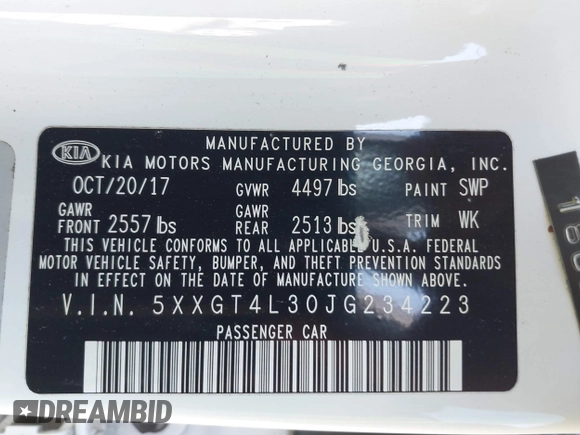 MANUFACTURED BY
KIA KIA MOTORS MANUFACTURING GEORGIA, INC.
OCT/20/17 GVWR 4497 lbs PAINT SWP
GAWR FRONT 2557 lbs GAWR REAR 2513 lbs TRIM WK
THIS VEHICLE CONFORMS TO ALL APPLICABLE U.S.A. FEDERAL
MOTOR VEHICLE SAFETY, BUMPER, AND THEFT PREVENTION STANDARDS
IN EFFECT ON THE DATE OF MANUFACTURE SHOWN ABOVE.
V.I.N. 5XXGT4L30JG234223
PASSENGER CAR
DREAMBID